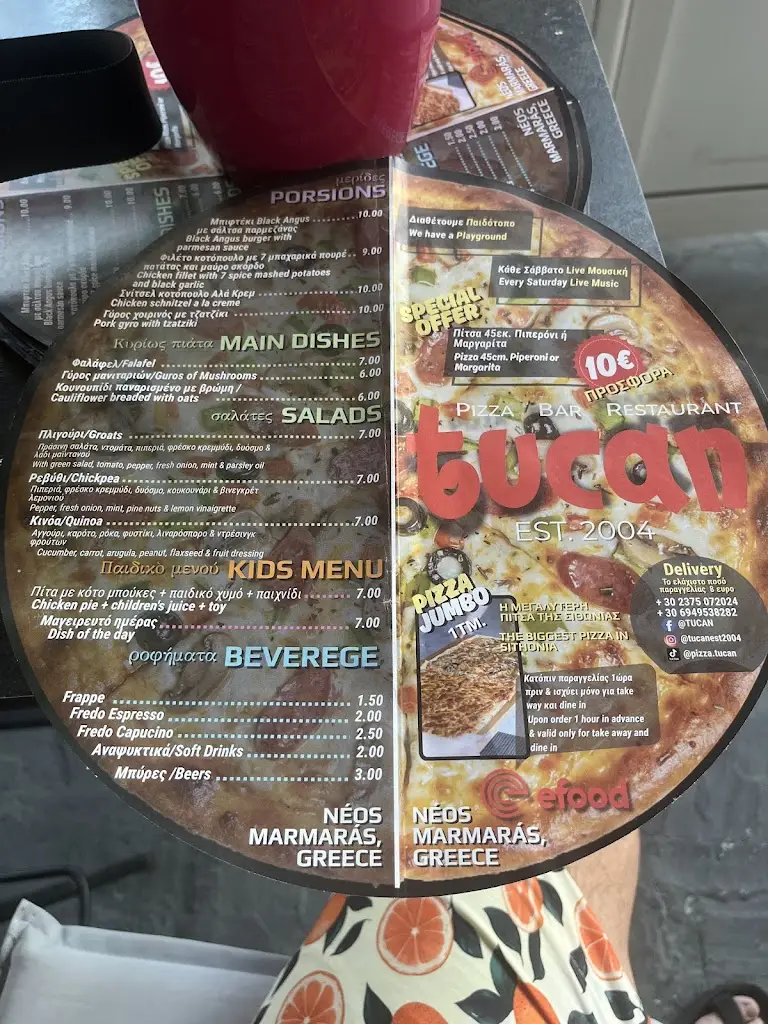 μερίδες
PORSIONS
Μπιφτέκι Black Angus ............ 10.00
με σάλτσα παρμεζάνας
Black Angus burger with
parmesan sauce
Φιλέτο κοτόπουλο με 7 μπαχαρικά πουρέ .. 9.00
πατάτας και μαύρο σκόρδο
Chicken fillet with 7 spice mashed potatoes
and black garlic
Σνίτσελ κοτόπουλο Αλά Κρεμ ............ 10.00
Chicken schnitzel a la creme
Γύρος χοιρινός με τζατζίκι ............ 10.00
Pork gyro with tzatziki
Κυρίως πιάτα MAIN DISHES
Φαλάφελ/Falafel ............ 7.00
Γύρος μανιταριών/Guros of Mushrooms ............ 6.00
Κουνουπίδι παναρισμένο με βρώμη /
Cauliflower breaded with oats ............ 6.00
σαλάτες SALADS
Πλιγούρι/Groats ............ 7.00
Πράσινη σαλάτα, ντομάτα, πιπεριά, φρέσκο κρεμμύδι, δυόσμο &
λάδι μαϊντανού
With green salad, tomato, pepper, fresh onion, mint & parsley oil
Ρεβύθι/Chickpea ............ 7.00
Πιπεριά, φρέσκο κρεμμύδι, δυόσμο, κουκουνάρι & βινεγκρέτ
λεμονιού
Pepper, fresh onion, mint, pine nuts & lemon vinaigrette
Κινόα/Quinoa ............ 7.00
Αγγούρι, καρότο, ρόκα, φυστίκι, λιναρόσπορο & ντρέσινγκ
φρούτων
Cucumber, carrot, arugula, peanut, flaxseed & fruit dressing
Παιδικό μενού KIDS MENU
Πίτα με κότο μπούκες + παιδικό χυμό + παιχνίδι ...... 7.00
Chicken pie + children's juice + toy
Μαγειρευτό ημέρας ............ 7.00
Dish of the day
ροφήματα BEVEREGE
Frappe ............ 1.50
Fredo Espresso ............ 2.00
Fredo Capucino ............ 2.50
Αναψυκτικά/Soft Drinks ............ 2.00
Μπύρες /Beers ............ 3.00
NÉOS
MARMARÁS,
GREECE
Διαθέτουμε Παιδότοπο
We have a Playground
Κάθε Σάββατο Live Μουσική
Every Saturday Live Music
SPECIAL
OFFER
Πίτσα 45εκ. Πιπερόνι ή
Μαργαρίτα
Pizza 45cm. Piperoni or
Margarita
10€
ΠΡΟΣΦΟΡΑ
PIZZA BAR RESTAURANT
tucan
EST. 2004
PIZZA
JUMBO
1TM.
Η ΜΕΓΑΛΥΤΕΡΗ
ΠΙΤΣΑ ΤΗΣ ΣΙΘΩΝΙΑΣ
THE BIGGEST PIZZA IN
SITHONIA
Κατόπιν παραγγελίας 1ώρα
πριν & ισχύει μόνο για take
way και dine in
Upon order 1 hour in advance
& valid only for take away and
dine in
Delivery
Το ελάχιστο ποσό
παραγγελίας 8 ευρο
+ 30 2375 072024
+ 30 6949538282
@TUCAN
@tucanest2004
@pizza.tucan
efood
NÉOS
MARMARÁS,
GREECE
10€
NÉOS
MARMARÁS,
GREECE
NÉOS
MARMARÁS,
GREECE